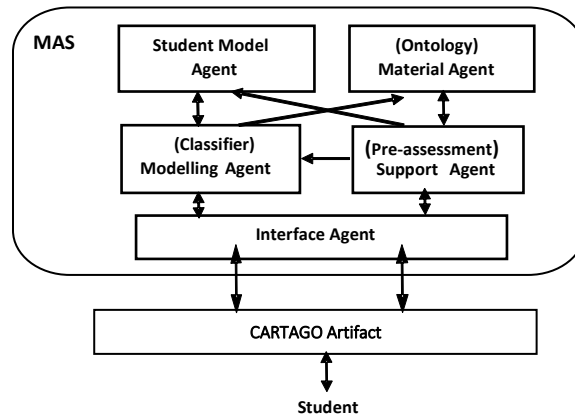 MAS
Student Model
Agent
(Ontology)
Material Agent
(Classifier)
Modelling Agent
(Pre-assessment)
Support Agent
Interface Agent
CARTAGO Artifact
Student